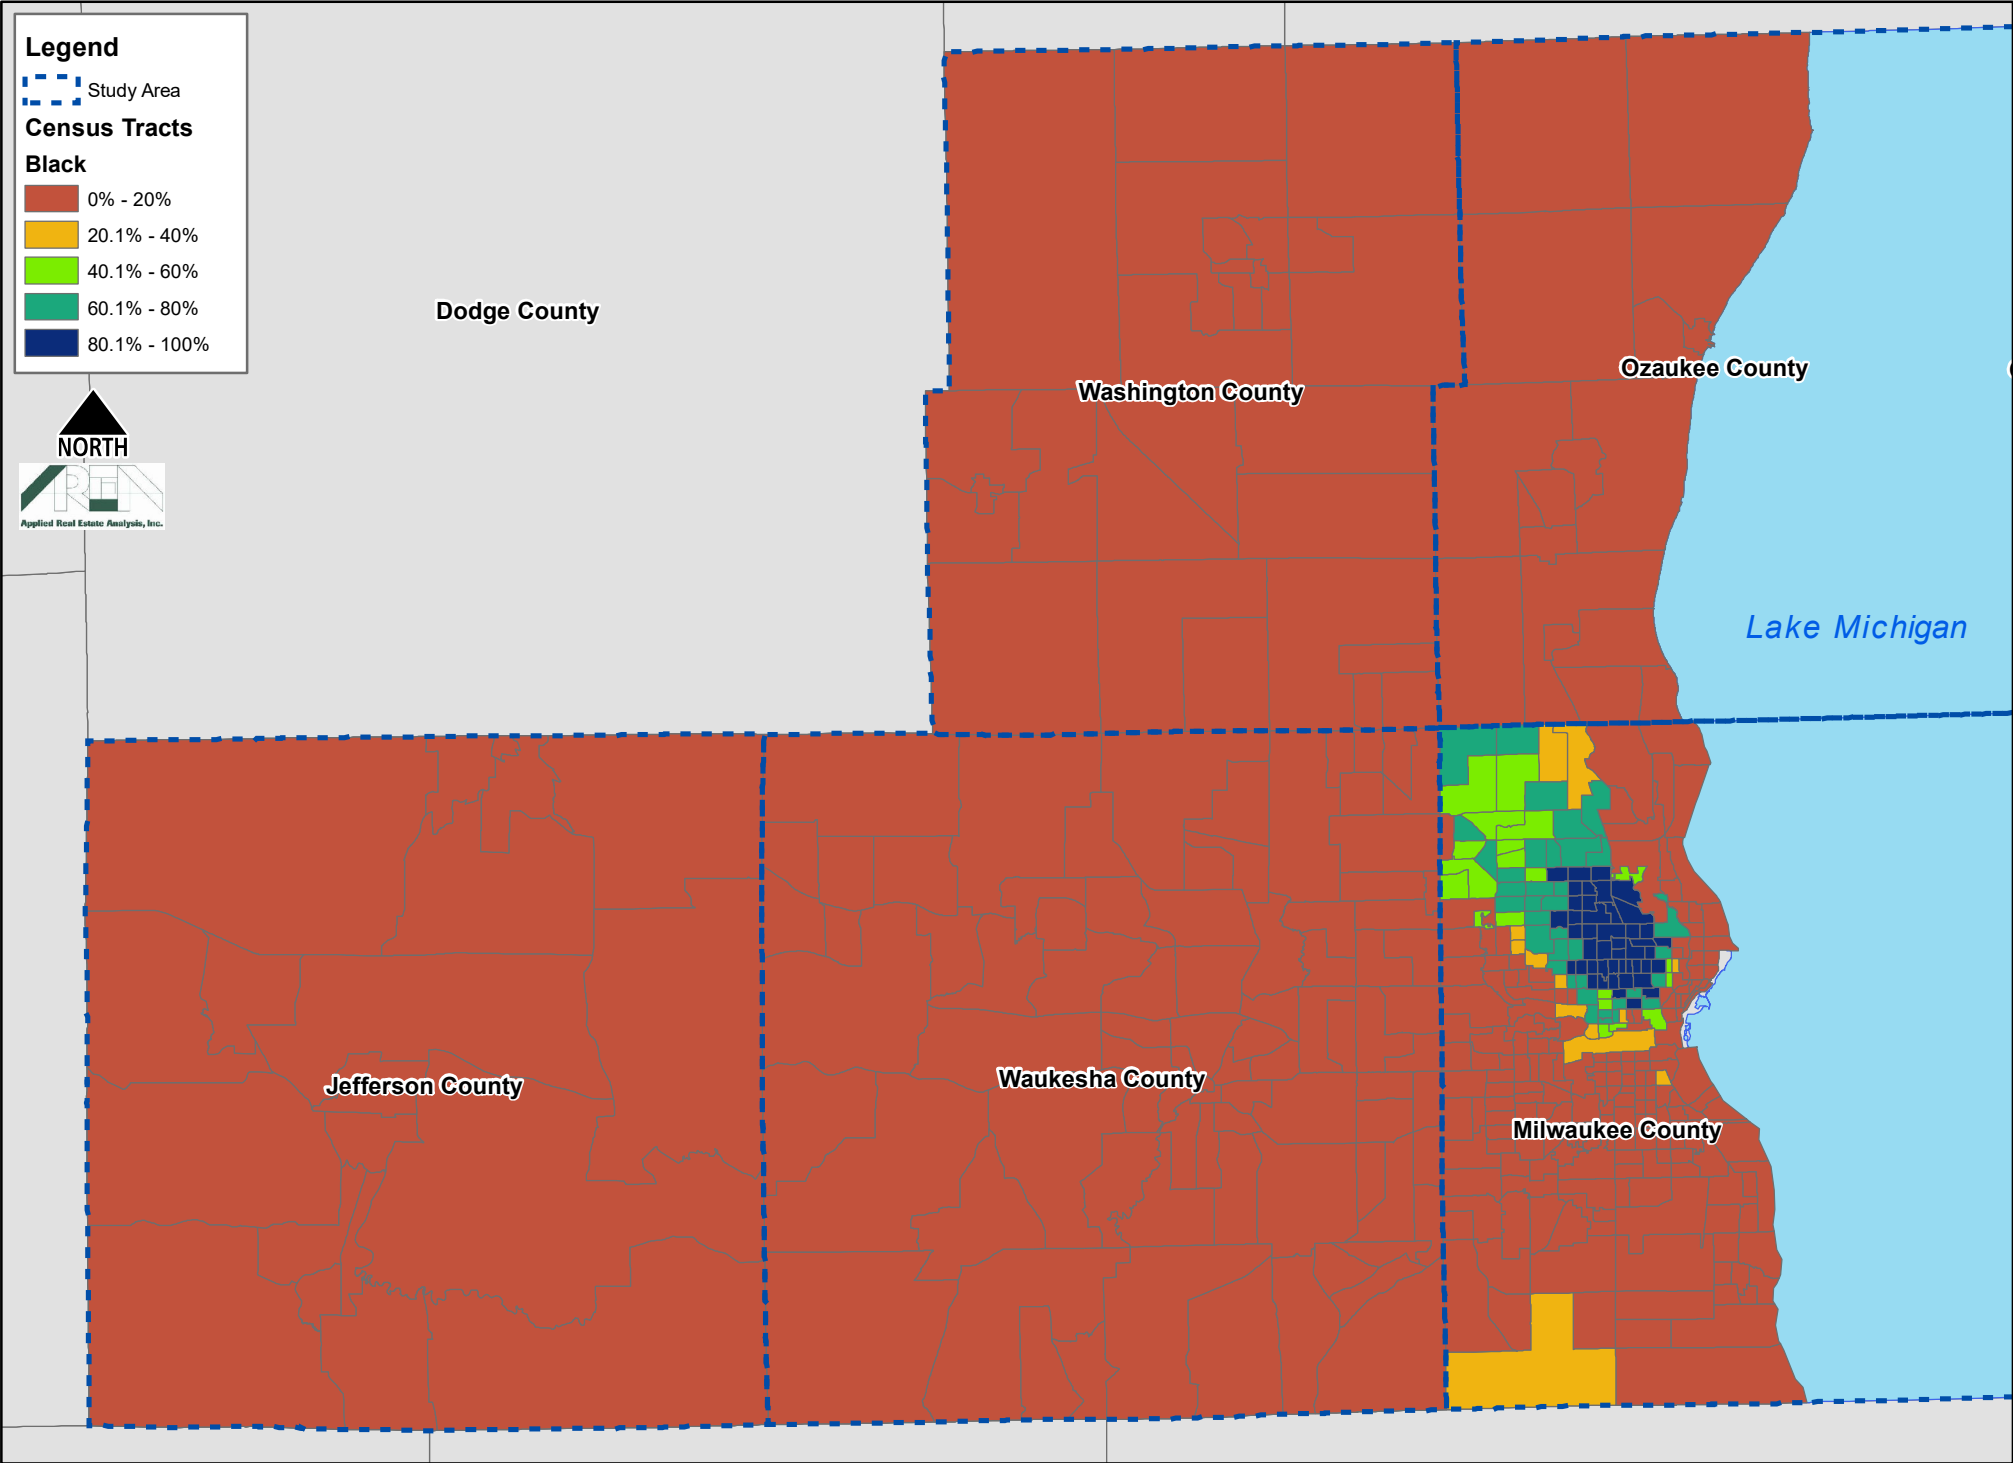 Legend
Study Area
Census Tracts
Black
0% - 20%
20.1% - 40%
40.1% - 60%
60.1% - 80%
80.1% - 100%
NORTH
Applied Real Estate Analysis, Inc.
Dodge County
Washington County
Ozaukee County
Lake Michigan
Jefferson County
Waukesha County
Milwaukee County